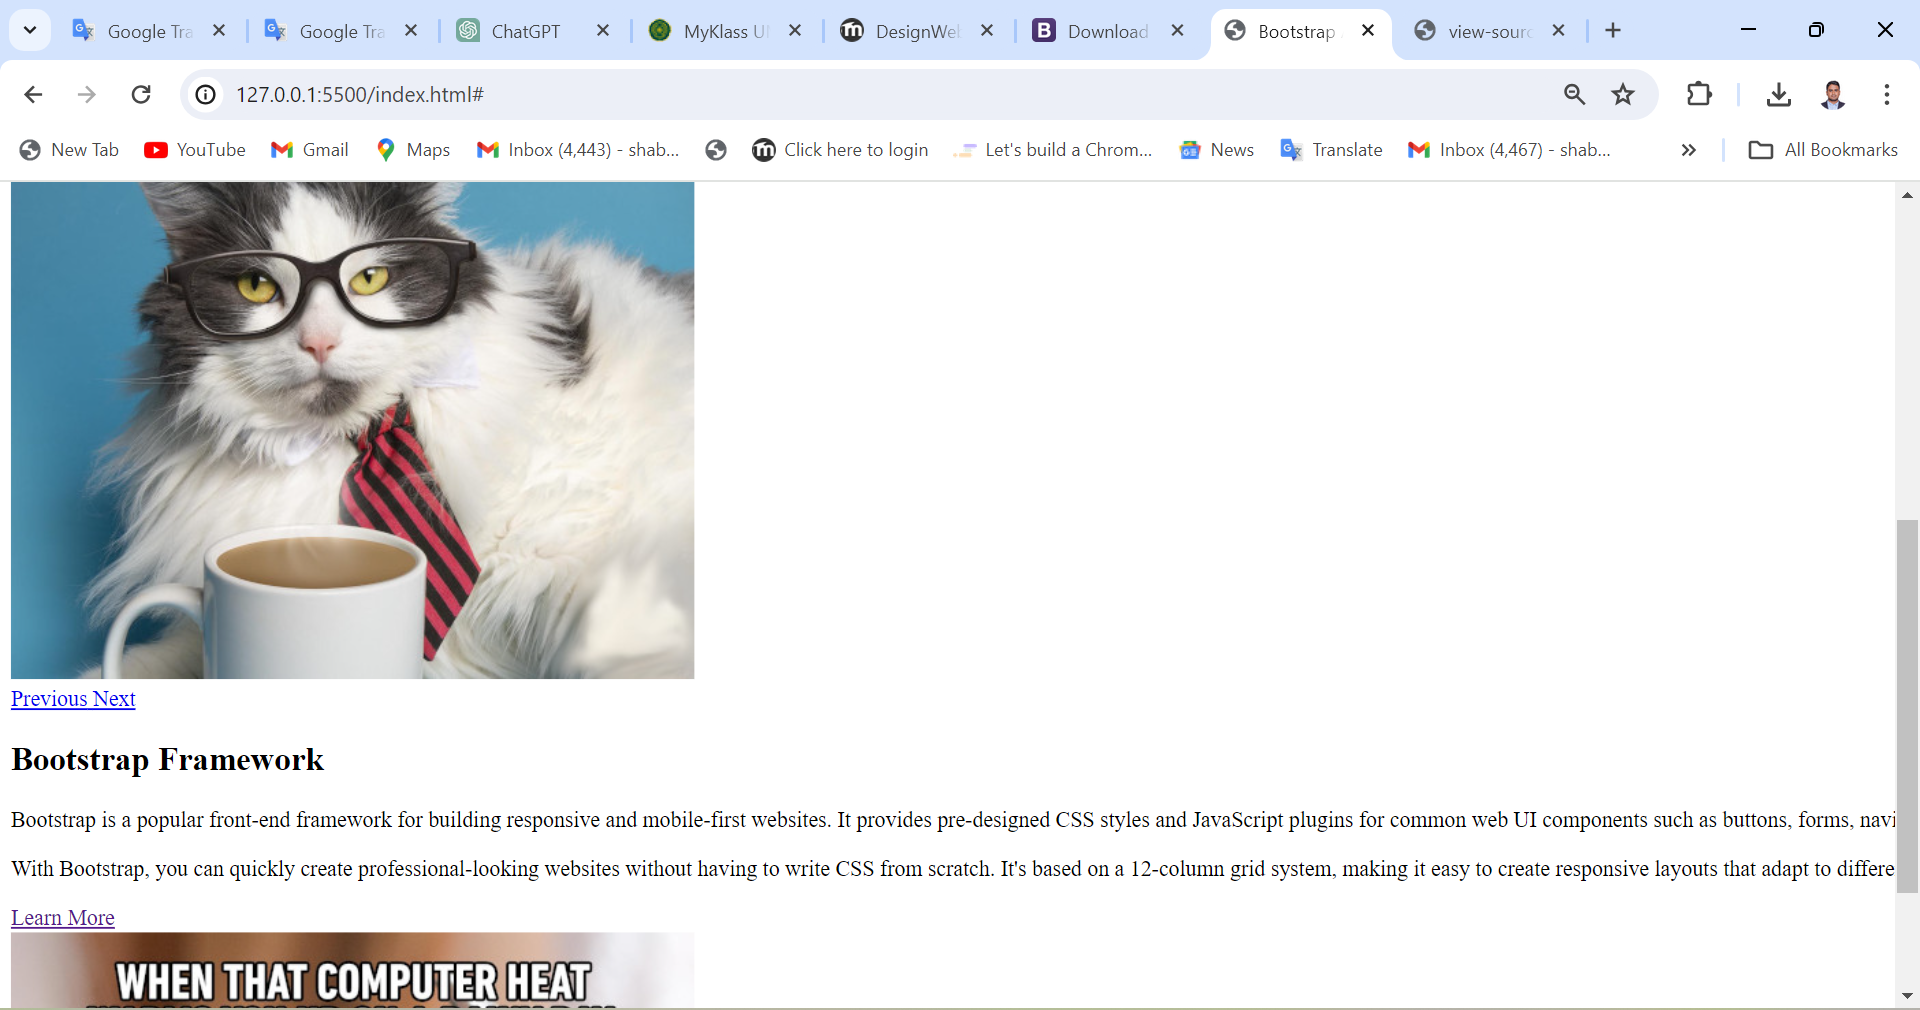 Google Tra
Google Tra
ChatGPT
MyKlass U
DesignWe
Download
Bootstrap
view-sourc
127.0.0.1:5500/index.html#
New Tab
YouTube
Gmail
Maps
Inbox (4,443) - shab...
Click here to login
Let's build a Chrom...
News
Translate
Inbox (4,467) - shab...
All Bookmarks
Previous Next
Bootstrap Framework
Bootstrap is a popular front-end framework for building responsive and mobile-first websites. It provides pre-designed CSS styles and JavaScript plugins for common web UI components such as buttons, forms, navi
With Bootstrap, you can quickly create professional-looking websites without having to write CSS from scratch. It's based on a 12-column grid system, making it easy to create responsive layouts that adapt to differe
Learn More
WHEN THAT COMPUTER HEAT